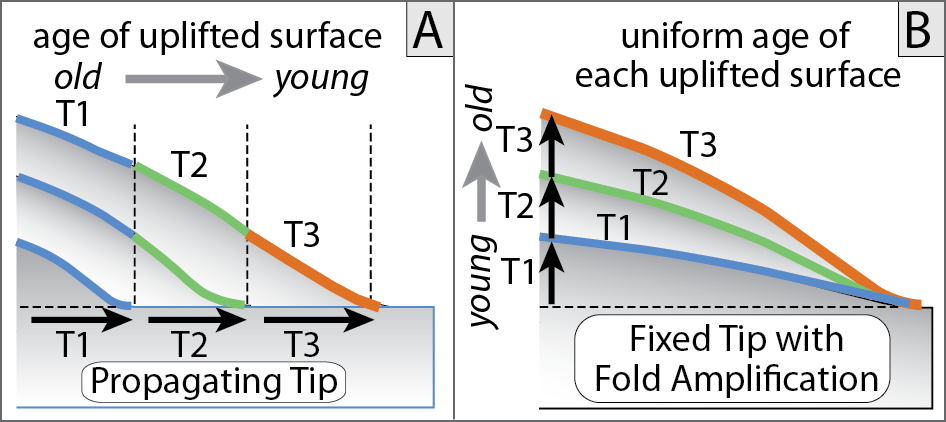 A
age of uplifted surface
old young
T1
T2
T3
T1 T2 T3
Propagating Tip
B
uniform age of
each uplifted surface
young old
T3
T2
T1
T3
T2
T1
Fixed Tip with
Fold Amplification